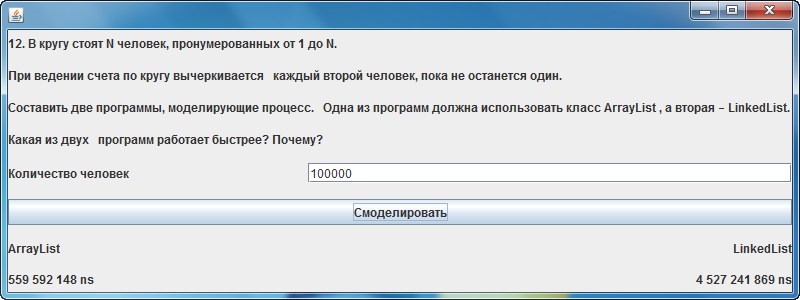 12. В кругу стоят N человек, пронумерованных от 1 до N.
При ведении счета по кругу вычеркивается каждый второй человек, пока не останется один.
Составить две программы, моделирующие процесс. Одна из программ должна использовать класс ArrayList , а вторая – LinkedList.
Какая из двух программ работает быстрее? Почему?
Количество человек 100000
Смоделировать
ArrayList LinkedList
559 592 148 ns 4 527 241 869 ns